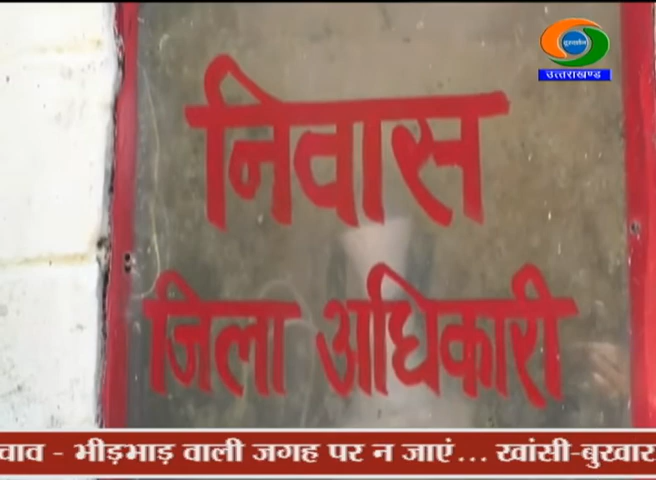 दूरदर्शन
उत्तराखण्ड
निवास
जिला अधिकारी
चाव - भीड़भाड़ वाली जगह पर न जाएं... खांसी-बुखार